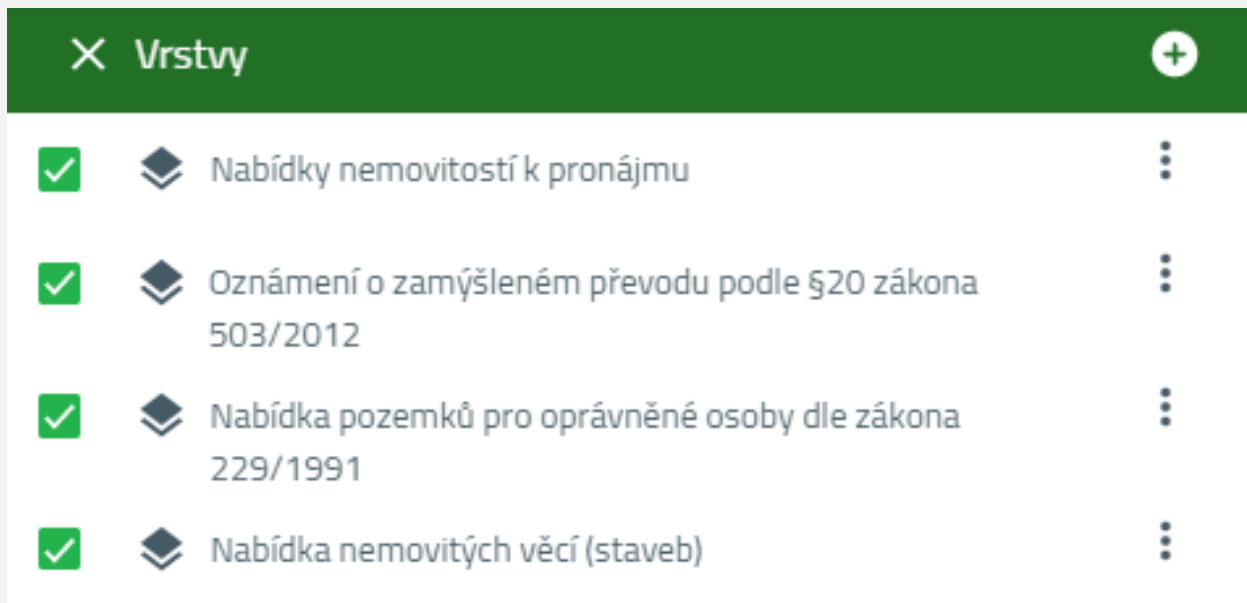 Vrstvy
Nabídky nemovitostí k pronájmu
Oznámení o zamýšleném převodu podle §20 zákona
503/2012
Nabídka pozemků pro oprávněné osoby dle zákona
229/1991
Nabídka nemovitých věcí (staveb)